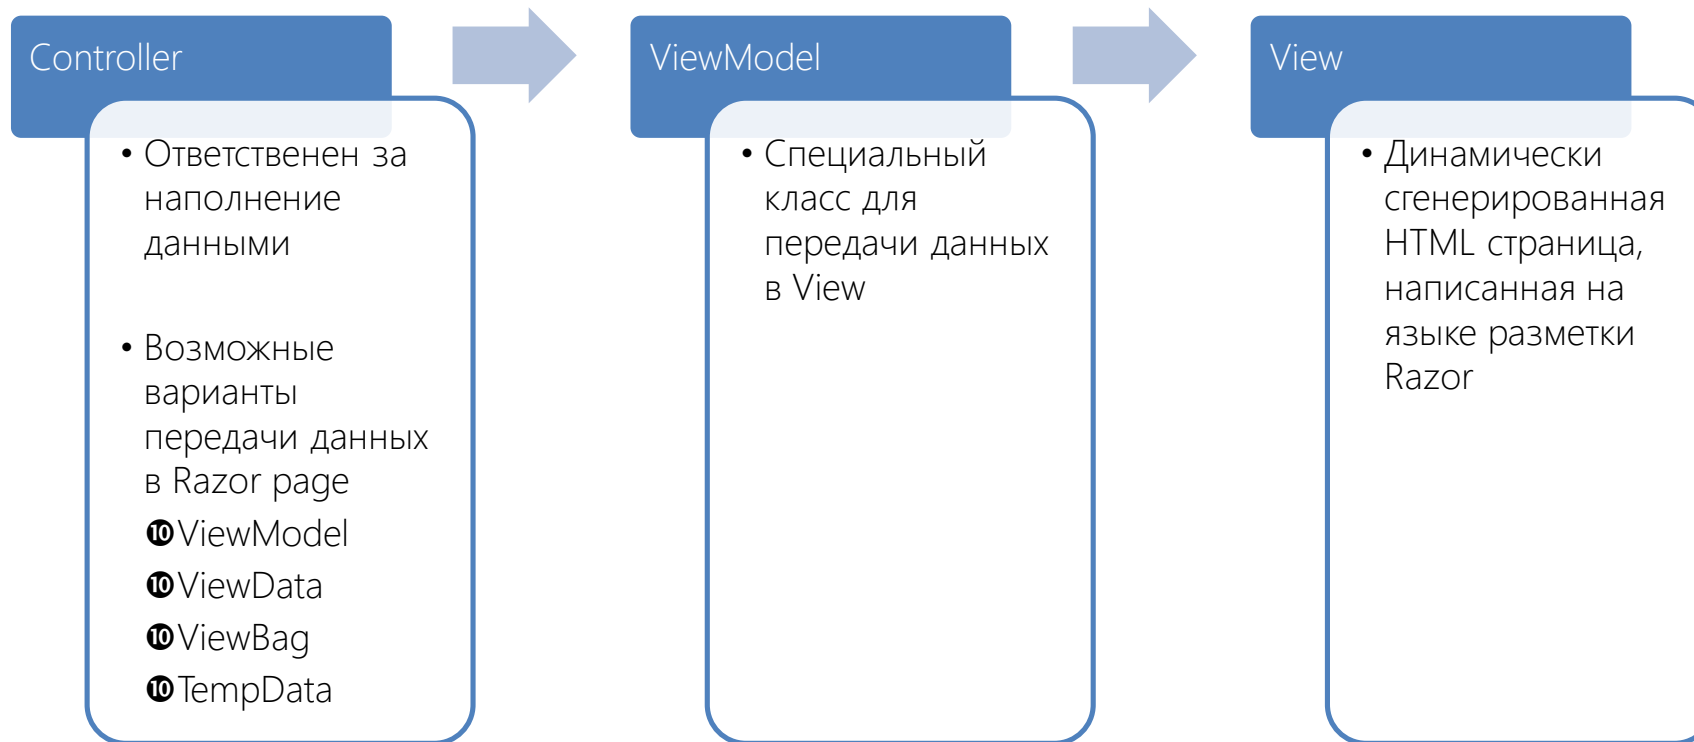 Controller
• Ответственен за
наполнение
данными
• Возможные
варианты
передачи данных
в Razor page
❿ViewModel
❿ViewData
❿ViewBag
❿TempData
ViewModel
• Специальный
класс для
передачи данных
в View
View
• Динамически
сгенерированная
HTML страница,
написанная на
языке разметки
Razor